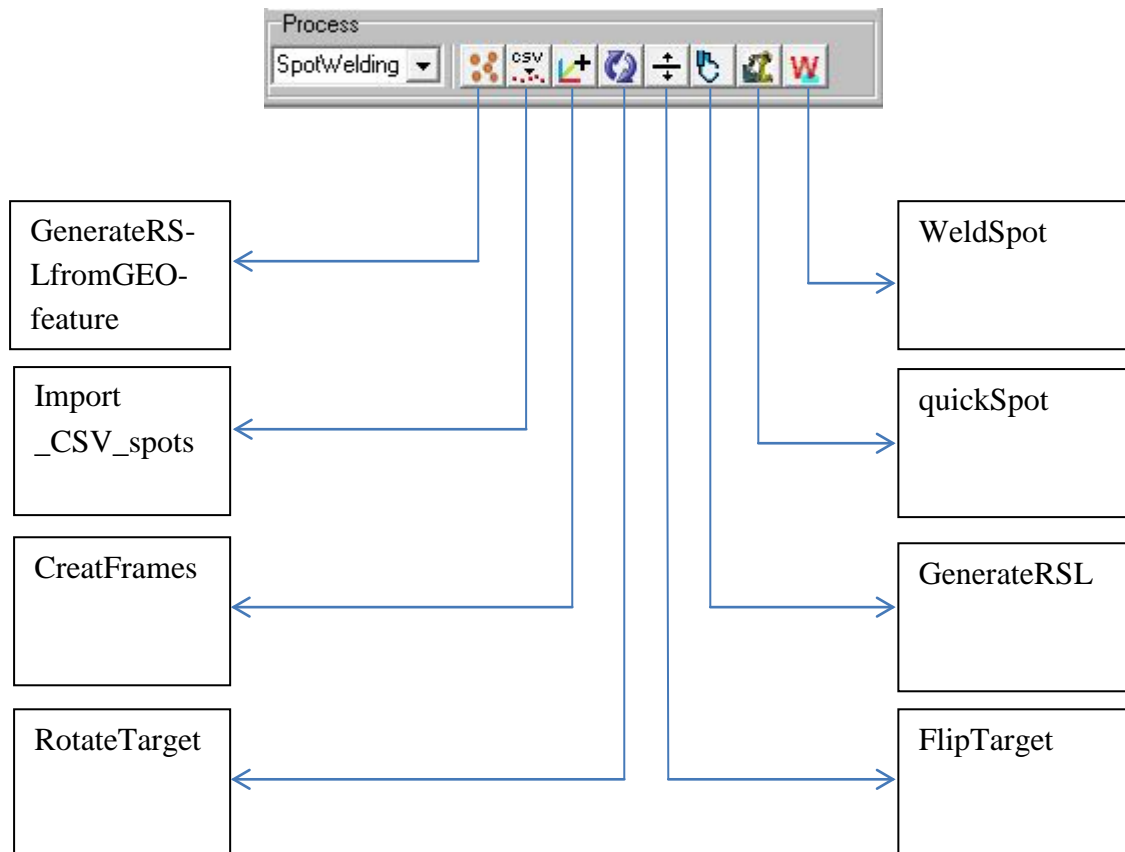 Process
SpotWelding
csv
W
GenerateRS-
LfromGEO-
feature
WeldSpot
Import
_CSV_spots
quickSpot
CreatFrames
GenerateRSL
RotateTarget
FlipTarget